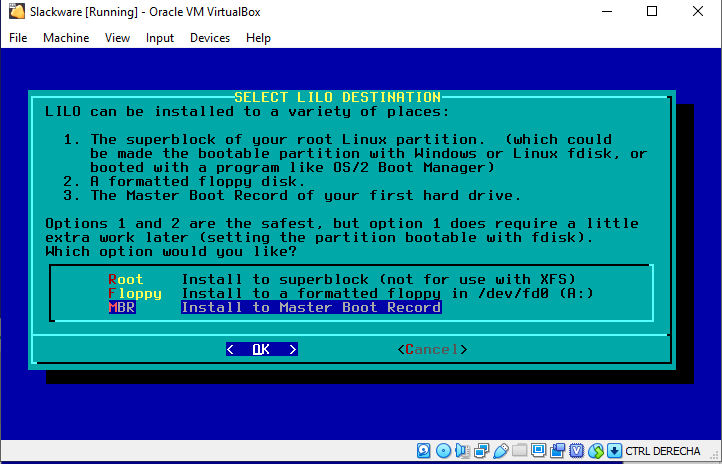 Slackware [Running] - Oracle VM VirtualBox
File Machine View Input Devices Help
SELECT LILO DESTINATION
LILO can be installed to a variety of places:
1. The superblock of your root Linux partition. (which could
be made the bootable partition with Windows or Linux fdisk, or
booted with a program like OS/2 Boot Manager)
2. A formatted floppy disk.
3. The Master Boot Record of your first hard drive.
Options 1 and 2 are the safest, but option 1 does require a little
extra work later (setting the partition bootable with fdisk).
Which option would you like?
Root Install to superblock (not for use with XFS)
Floppy Install to a formatted floppy in /dev/fd0 (A:)
MBR Install to Master Boot Record
< OK > <Cancel>
CTRL DERECHA